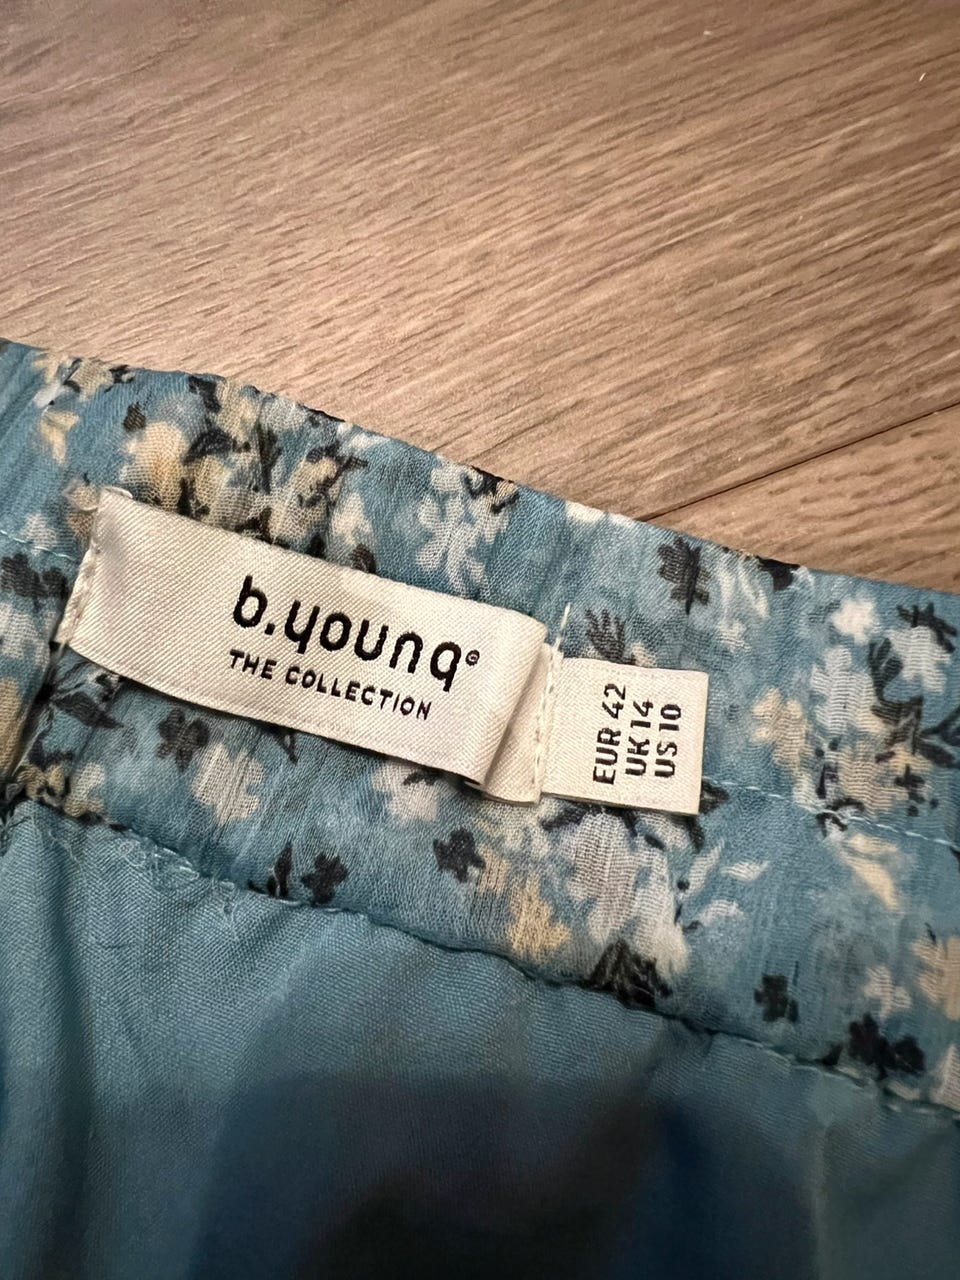 b.young®
THE COLLECTION
EUR 42
UK 14
US 10